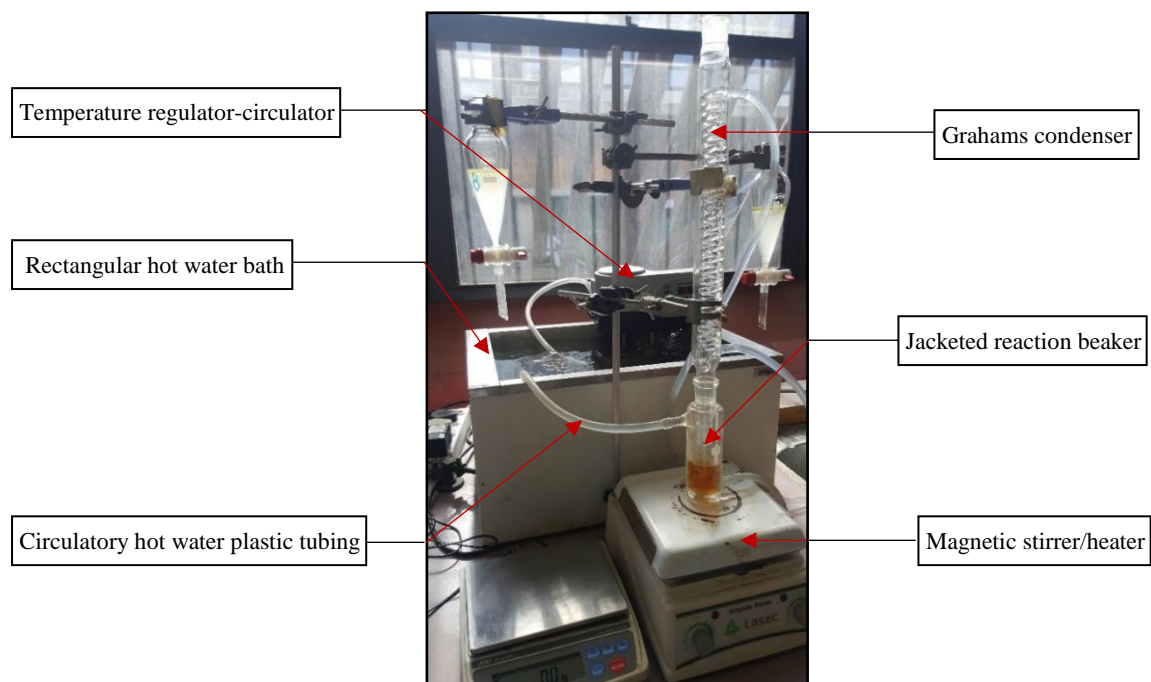 Temperature regulator-circulator
Grahams condenser
Rectangular hot water bath
Jacketed reaction beaker
Circulatory hot water plastic tubing
Magnetic stirrer/heater
8
Lasec